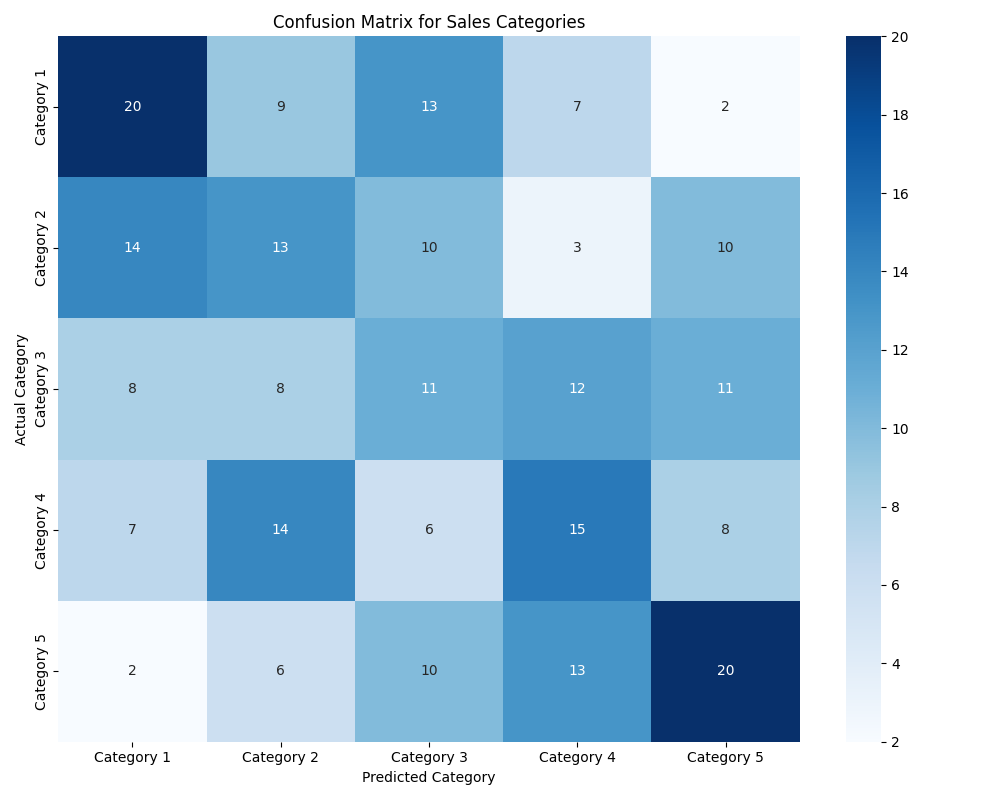 Confusion Matrix for Sales Categories
Actual Category
Category 1
20 9 13 7 2
Category 2
14 13 10 3 10
Category 3
8 8 11 12 11
Category 4
7 14 6 15 8
Category 5
2 6 10 13 20
Category 1 Category 2 Category 3 Category 4 Category 5
Predicted Category
20
18
16
14
12
10
8
6
4
2